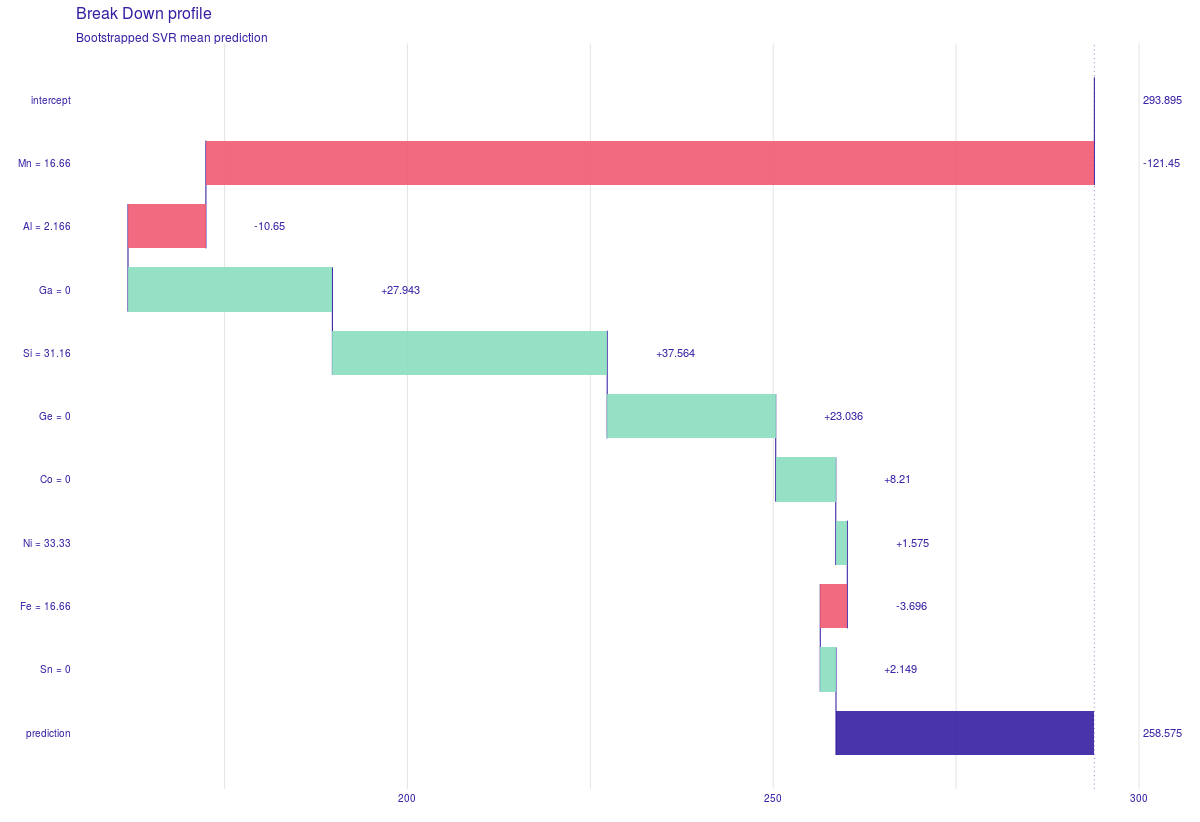 Break Down profile
Bootstrapped SVR mean prediction
intercept 293.895
Mn = 16.66 -121.45
Al = 2.166 -10.65
Ga = 0 +27.943
Si = 31.16 +37.564
Ge = 0 +23.036
Co = 0 +8.21
Ni = 33.33 +1.575
Fe = 16.66 -3.696
Sn = 0 +2.149
prediction 258.575
200 250 300